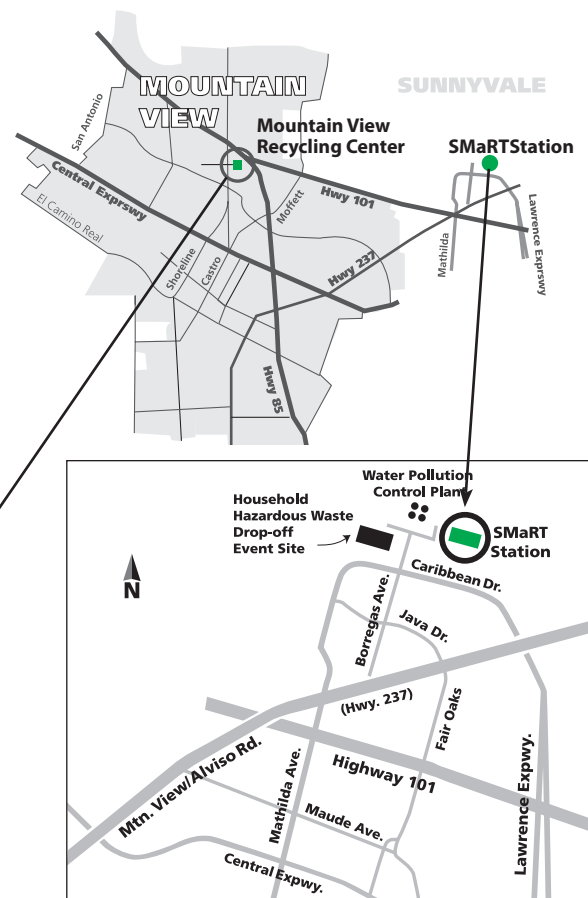 MOUNTAIN
VIEW
SUNNYVALE
San Antonio
Mountain View
Recycling Center
SMaRTStation
Central Exprswy
El Camino Real
Shoreline
Castro
Moffett
Hwy 101
Hwy 237
Hwy 85
Mathilda
Lawrence Exprswy
Water Pollution
Control Plant
Household
Hazardous Waste
Drop-off
Event Site
SMaRT
Station
N
Caribbean Dr.
Borregas Ave.
Java Dr.
(Hwy. 237)
Fair Oaks
Mtn. View/Alviso Rd.
Highway 101
Mathilda Ave.
Maude Ave.
Central Expwy.
Lawrence Expwy.